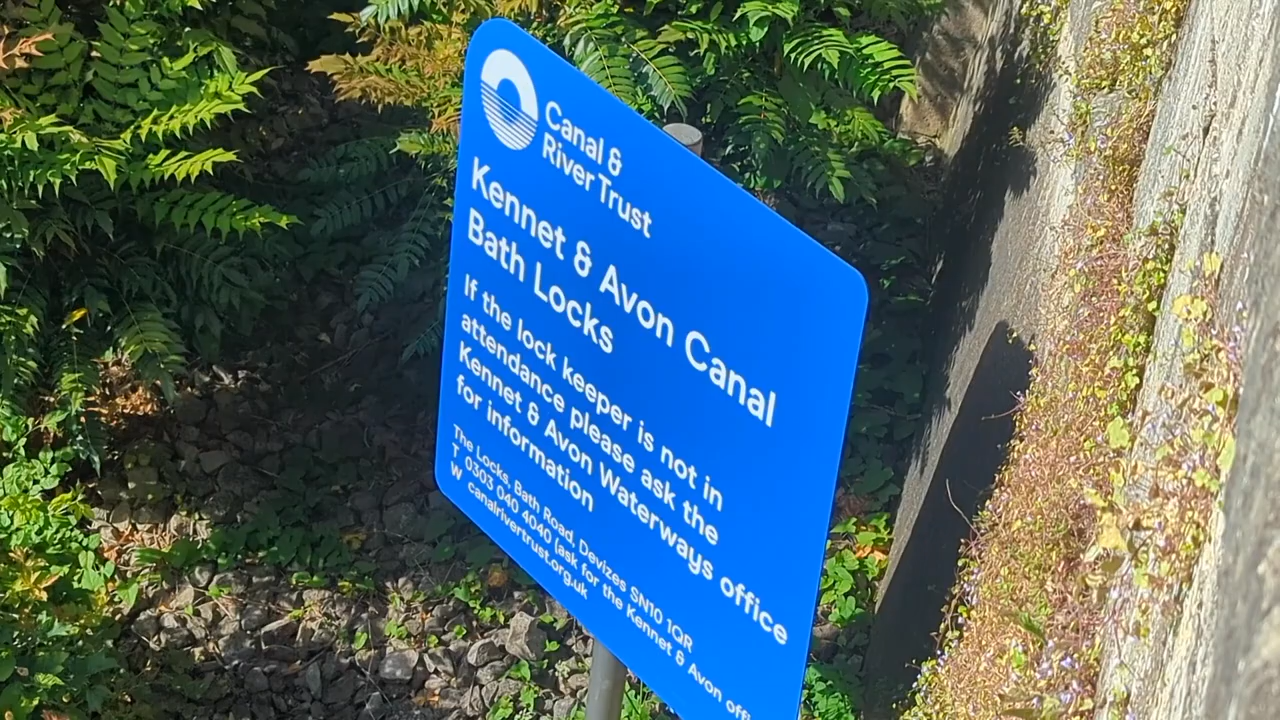 Canal &
River Trust
Kennet & Avon Canal
Bath Locks
If the lock keeper is not in
attendance please ask the
Kennet & Avon Waterways office
for information
The Locks, Bath Road, Devizes SN10 1QR
T 0303 040 4040 (ask for the Kennet & Avon off
W canalrivertrust.org.uk